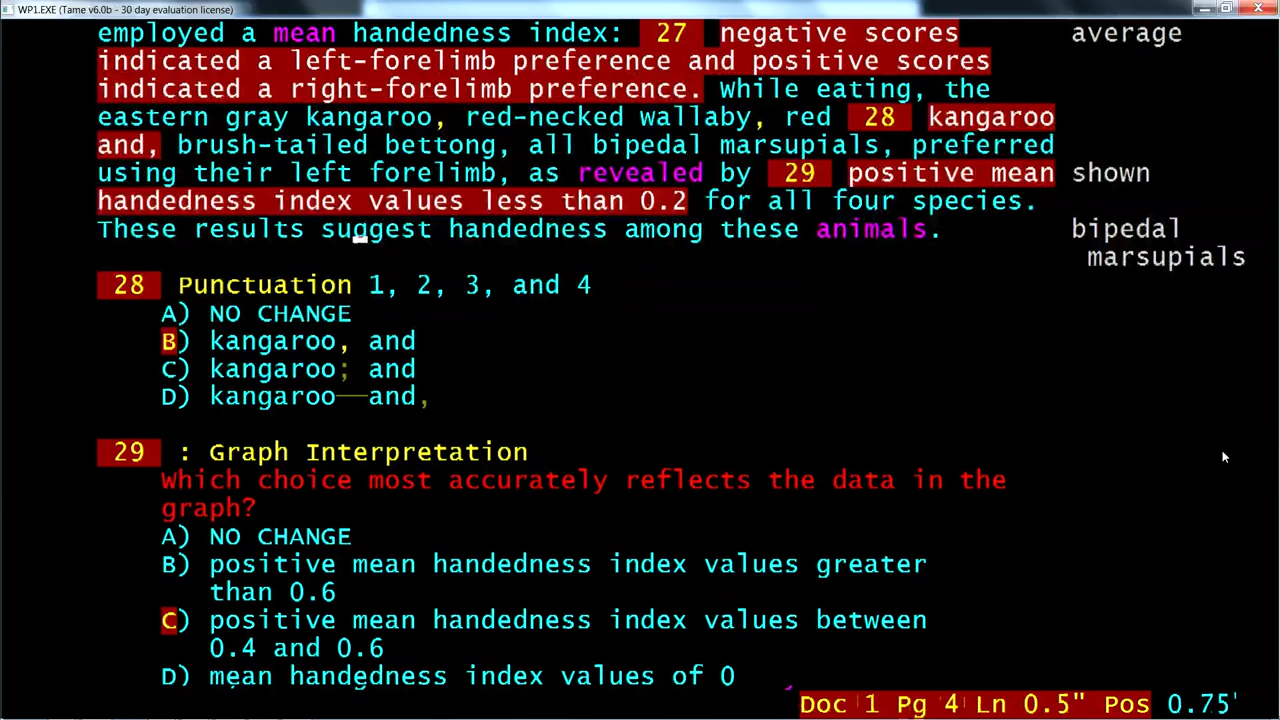 WP1.EXE (Tame v6.0b - 30 day evaluation license)
employed a mean handedness index: 27 negative scores average
indicated a left-forelimb preference and positive scores
indicated a right-forelimb preference. While eating, the
eastern gray kangaroo, red-necked wallaby, red 28 kangaroo
and, brush-tailed bettong, all bipedal marsupials, preferred
using their left forelimb, as revealed by 29 positive mean shown
handedness index values less than 0.2 for all four species.
These results suggest handedness among these animals. bipedal
marsupials
28 Punctuation 1, 2, 3, and 4
A) NO CHANGE
B) kangaroo, and
C) kangaroo; and
D) kangaroo—and,
29 : Graph Interpretation
Which choice most accurately reflects the data in the
graph?
A) NO CHANGE
B) positive mean handedness index values greater
than 0.6
C) positive mean handedness index values between
0.4 and 0.6
D) mean handedness index values of 0
Doc 1 Pg 4 Ln 0.5" Pos 0.75'